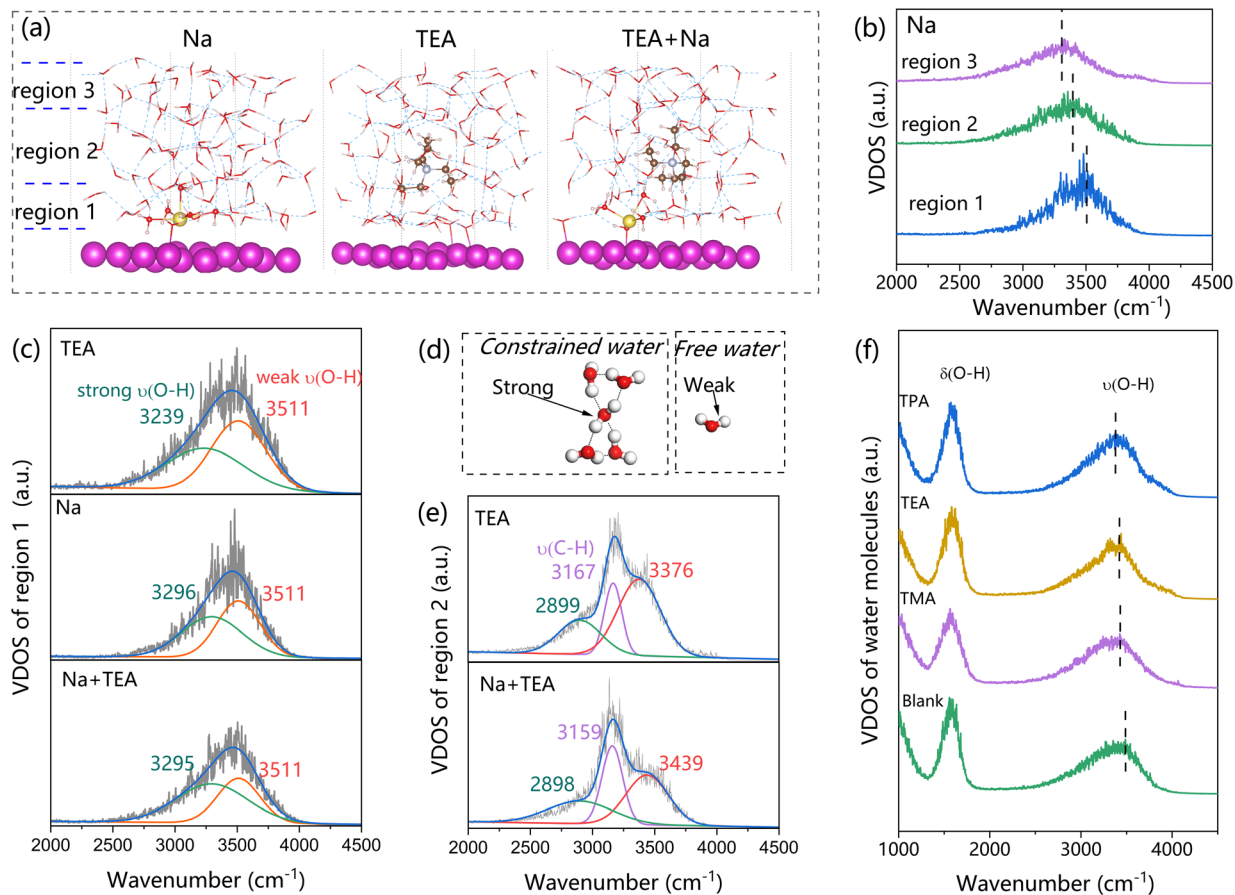 (a)
Na
TEA
TEA+Na
region 3
region 2
region 1
(b)
Na
region 3
region 2
region 1
VDOS (a.u.)
2000 2500 3000 3500 4000 4500
Wavenumber (cm⁻¹)
(c)
TEA
strong υ(O-H)
3239
weak υ(O-H)
3511
Na
3296
3511
Na+TEA
3295
3511
VDOS of region 1 (a.u.)
2000 2500 3000 3500 4000 4500
Wavenumber (cm⁻¹)
(d)
Constrained water
Free water
Strong
Weak
(e)
TEA
υ(C-H)
3167
3376
2899
Na+TEA
3159
3439
2898
VDOS of region 2 (a.u.)
2000 2500 3000 3500 4000 4500
Wavenumber (cm⁻¹)
(f)
δ(O-H)
υ(O-H)
TPA
TEA
TMA
Blank
VDOS of water molecules (a.u.)
1000 2000 3000 4000
Wavenumber (cm⁻¹)